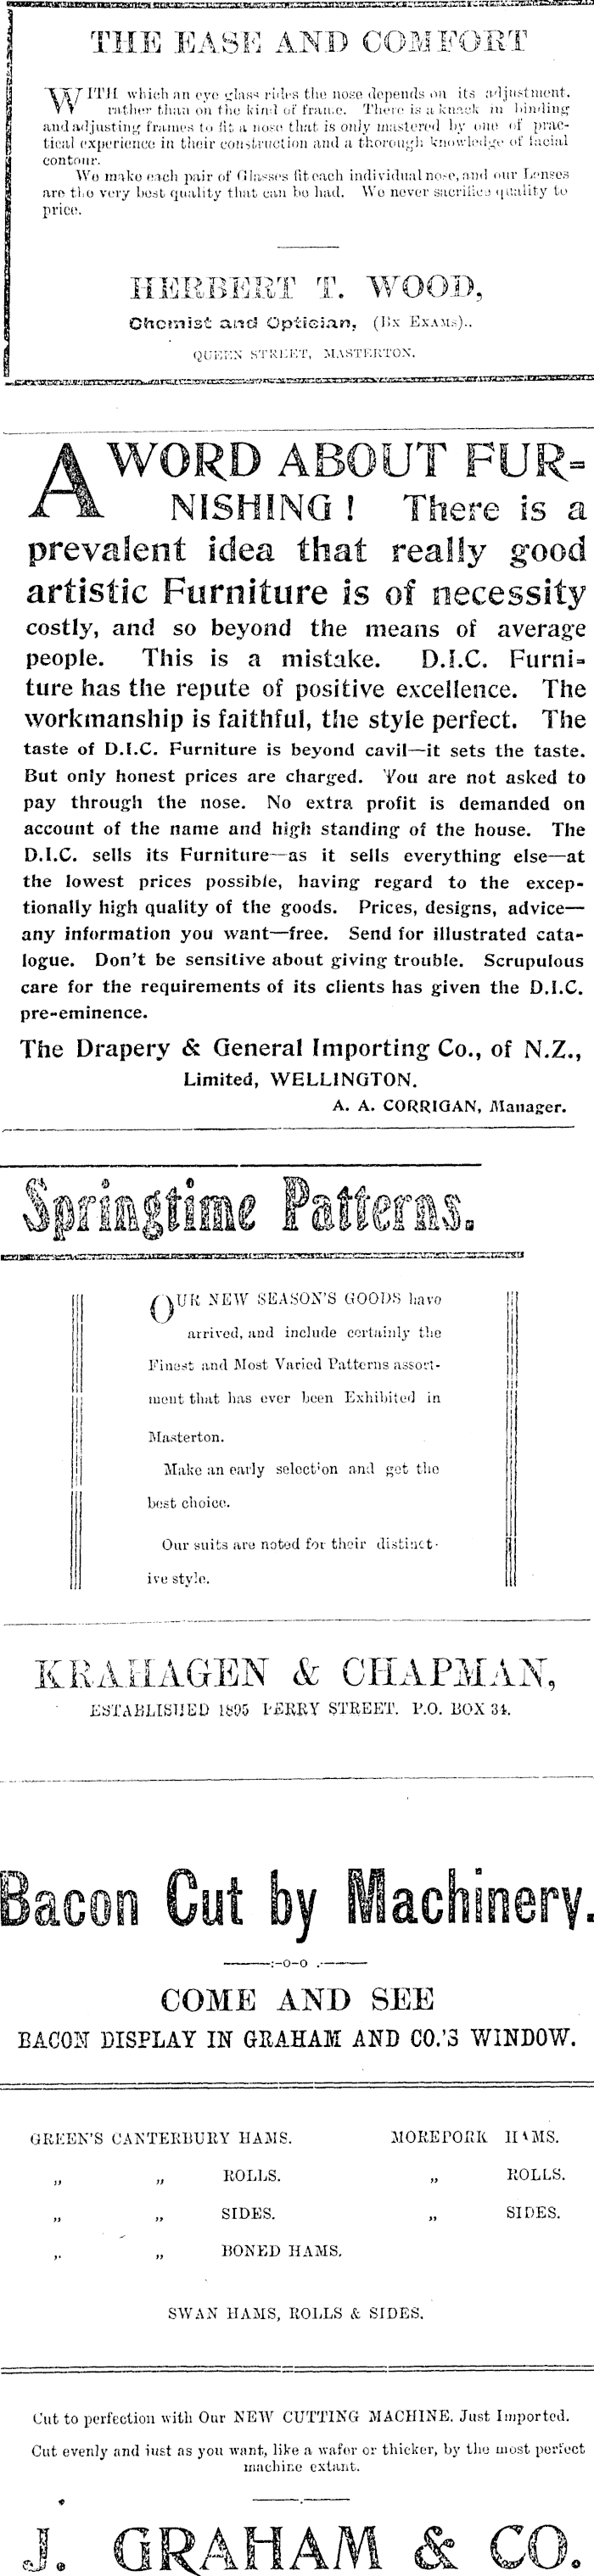 THE EASE AND COMFORT
WITH which an eye glass rides the nose depends on its adjustment,
rather than on the kind of frame. There is a knack in binding
and adjusting frames to fit a nose that is only mastered by one of prac-
tical experience in their construction and a thorough knowledge of facial
contour.
We make each pair of Glasses fit each individual nose, and our Lenses
are the very best quality that can be had. We never sacrifice quality to
price.
HERBERT T. WOOD,
Chemist and Optician, (By Exams)..
QUEEN STREET, MASTERTON.
A WORD ABOUT FUR-
NISHING! There is a
prevalent idea that really good
artistic Furniture is of necessity
costly, and so beyond the means of average
people. This is a mistake. D.I.C. Furni-
ture has the repute of positive excellence. The
workmanship is faithful, the style perfect. The
taste of D.I.C. Furniture is beyond cavil—it sets the taste.
But only honest prices are charged. You are not asked to
pay through the nose. No extra profit is demanded on
account of the name and high standing of the house. The
D.I.C. sells its Furniture—as it sells everything else—at
the lowest prices possible, having regard to the excep-
tionally high quality of the goods. Prices, designs, advice—
any information you want—free. Send for illustrated cata-
logue. Don't be sensitive about giving trouble. Scrupulous
care for the requirements of its clients has given the D.I.C.
pre-eminence.
The Drapery & General Importing Co., of N.Z.,
Limited, WELLINGTON.
A. A. CORRIGAN, Manager.
Springtime Patterns.
OUR NEW SEASON'S GOODS have
arrived, and include certainly the
Finest and Most Varied Patterns assort-
ment that has ever been Exhibited in
Masterton.
Make an early selection and get the
best choice.
Our suits are noted for their distinct-
ive style.
KRAHAGEN & CHAPMAN,
ESTABLISHED 1895 PERRY STREET. P.O. BOX 34.
Bacon Cut by Machinery.
———:-o-o .———
COME AND SEE
BACON DISPLAY IN GRAHAM AND CO.'S WINDOW.
GREEN'S CANTERBURY HAMS. MOREPORK HAMS.
„ „ ROLLS. „ ROLLS.
„ „ SIDES. „ SIDES.
„ „ BONED HAMS.
SWAN HAMS, ROLLS & SIDES.
Cut to perfection with Our NEW CUTTING MACHINE. Just Imported.
Cut evenly and just as you want, like a wafer or thicker, by the most perfect
machine extant.
J. GRAHAM & CO.